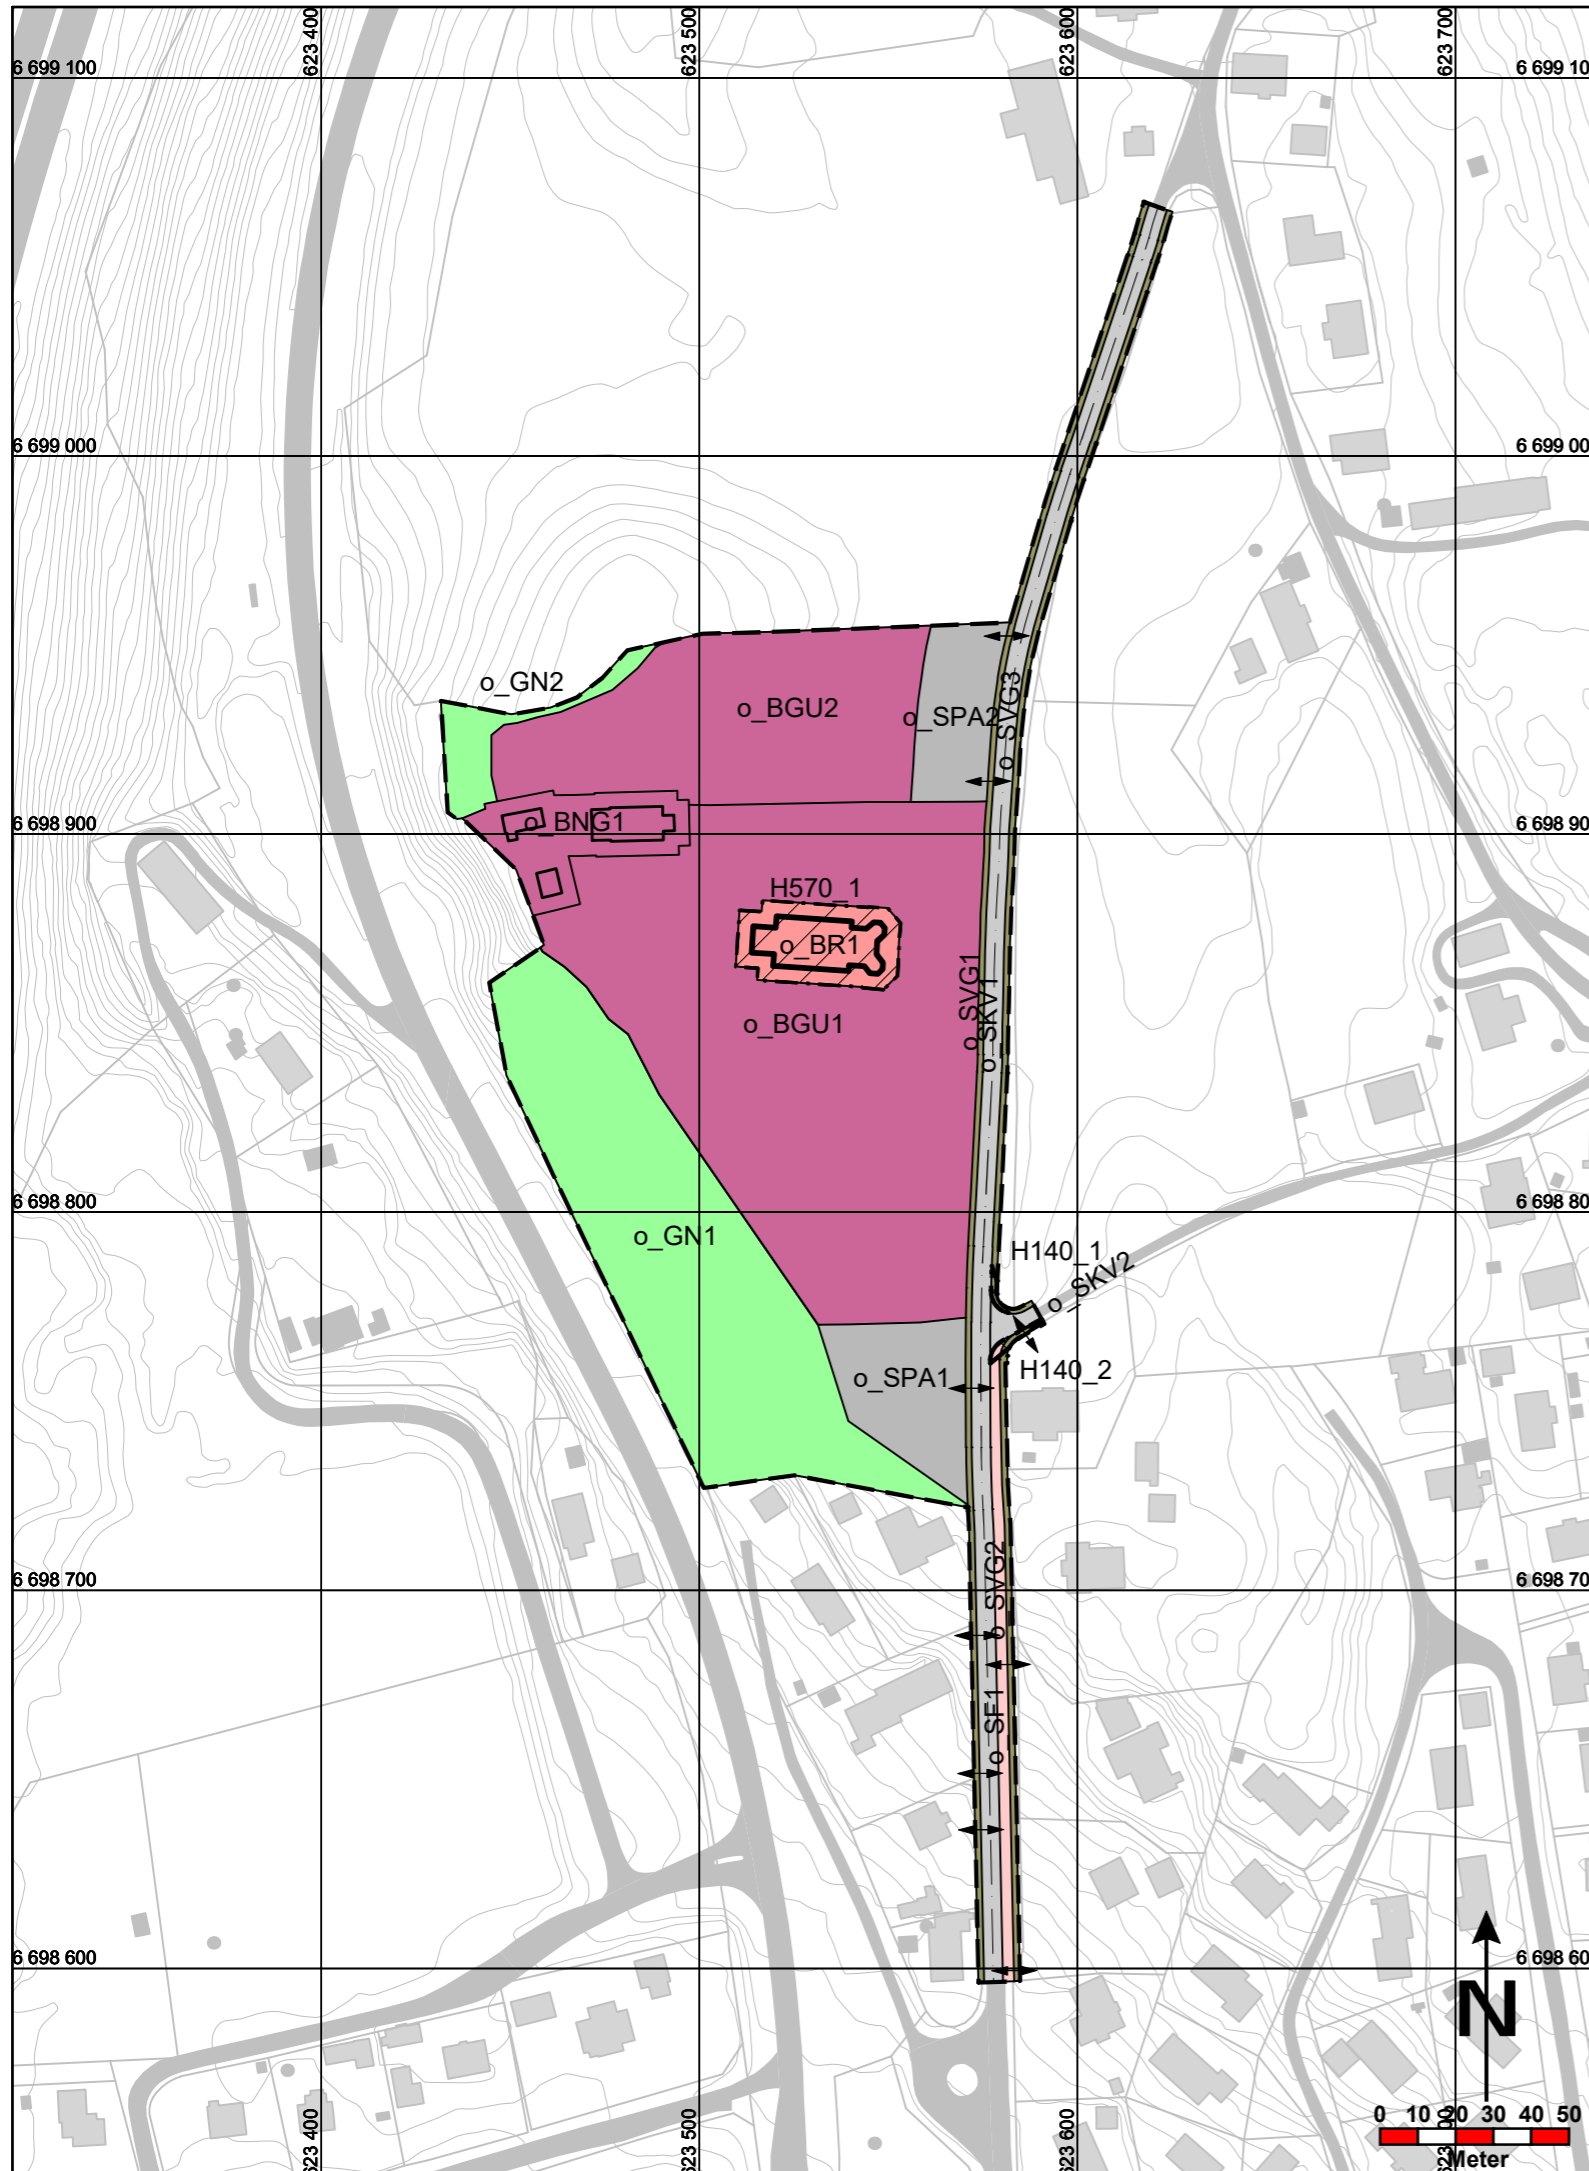 623 400
623 500
623 600
623 700
6 699 100
6 699 10
6 699 000
6 699 00
o_GN2
o_BGU2
o_SPA2
o_SVG3
6 698 900
o_BNG1
6 698 90
H570_1
o_BR1
o_SVG1
o_SKV1
o_BGU1
6 698 800
6 698 80
o_GN1
H140_1
o_SKV2
o_SPA1
H140_2
o_SVG2
6 698 700
6 698 70
o_SF1
6 698 600
6 698 60
N
0 10 20 30 40 50
Meter
623 400
623 500
623 600